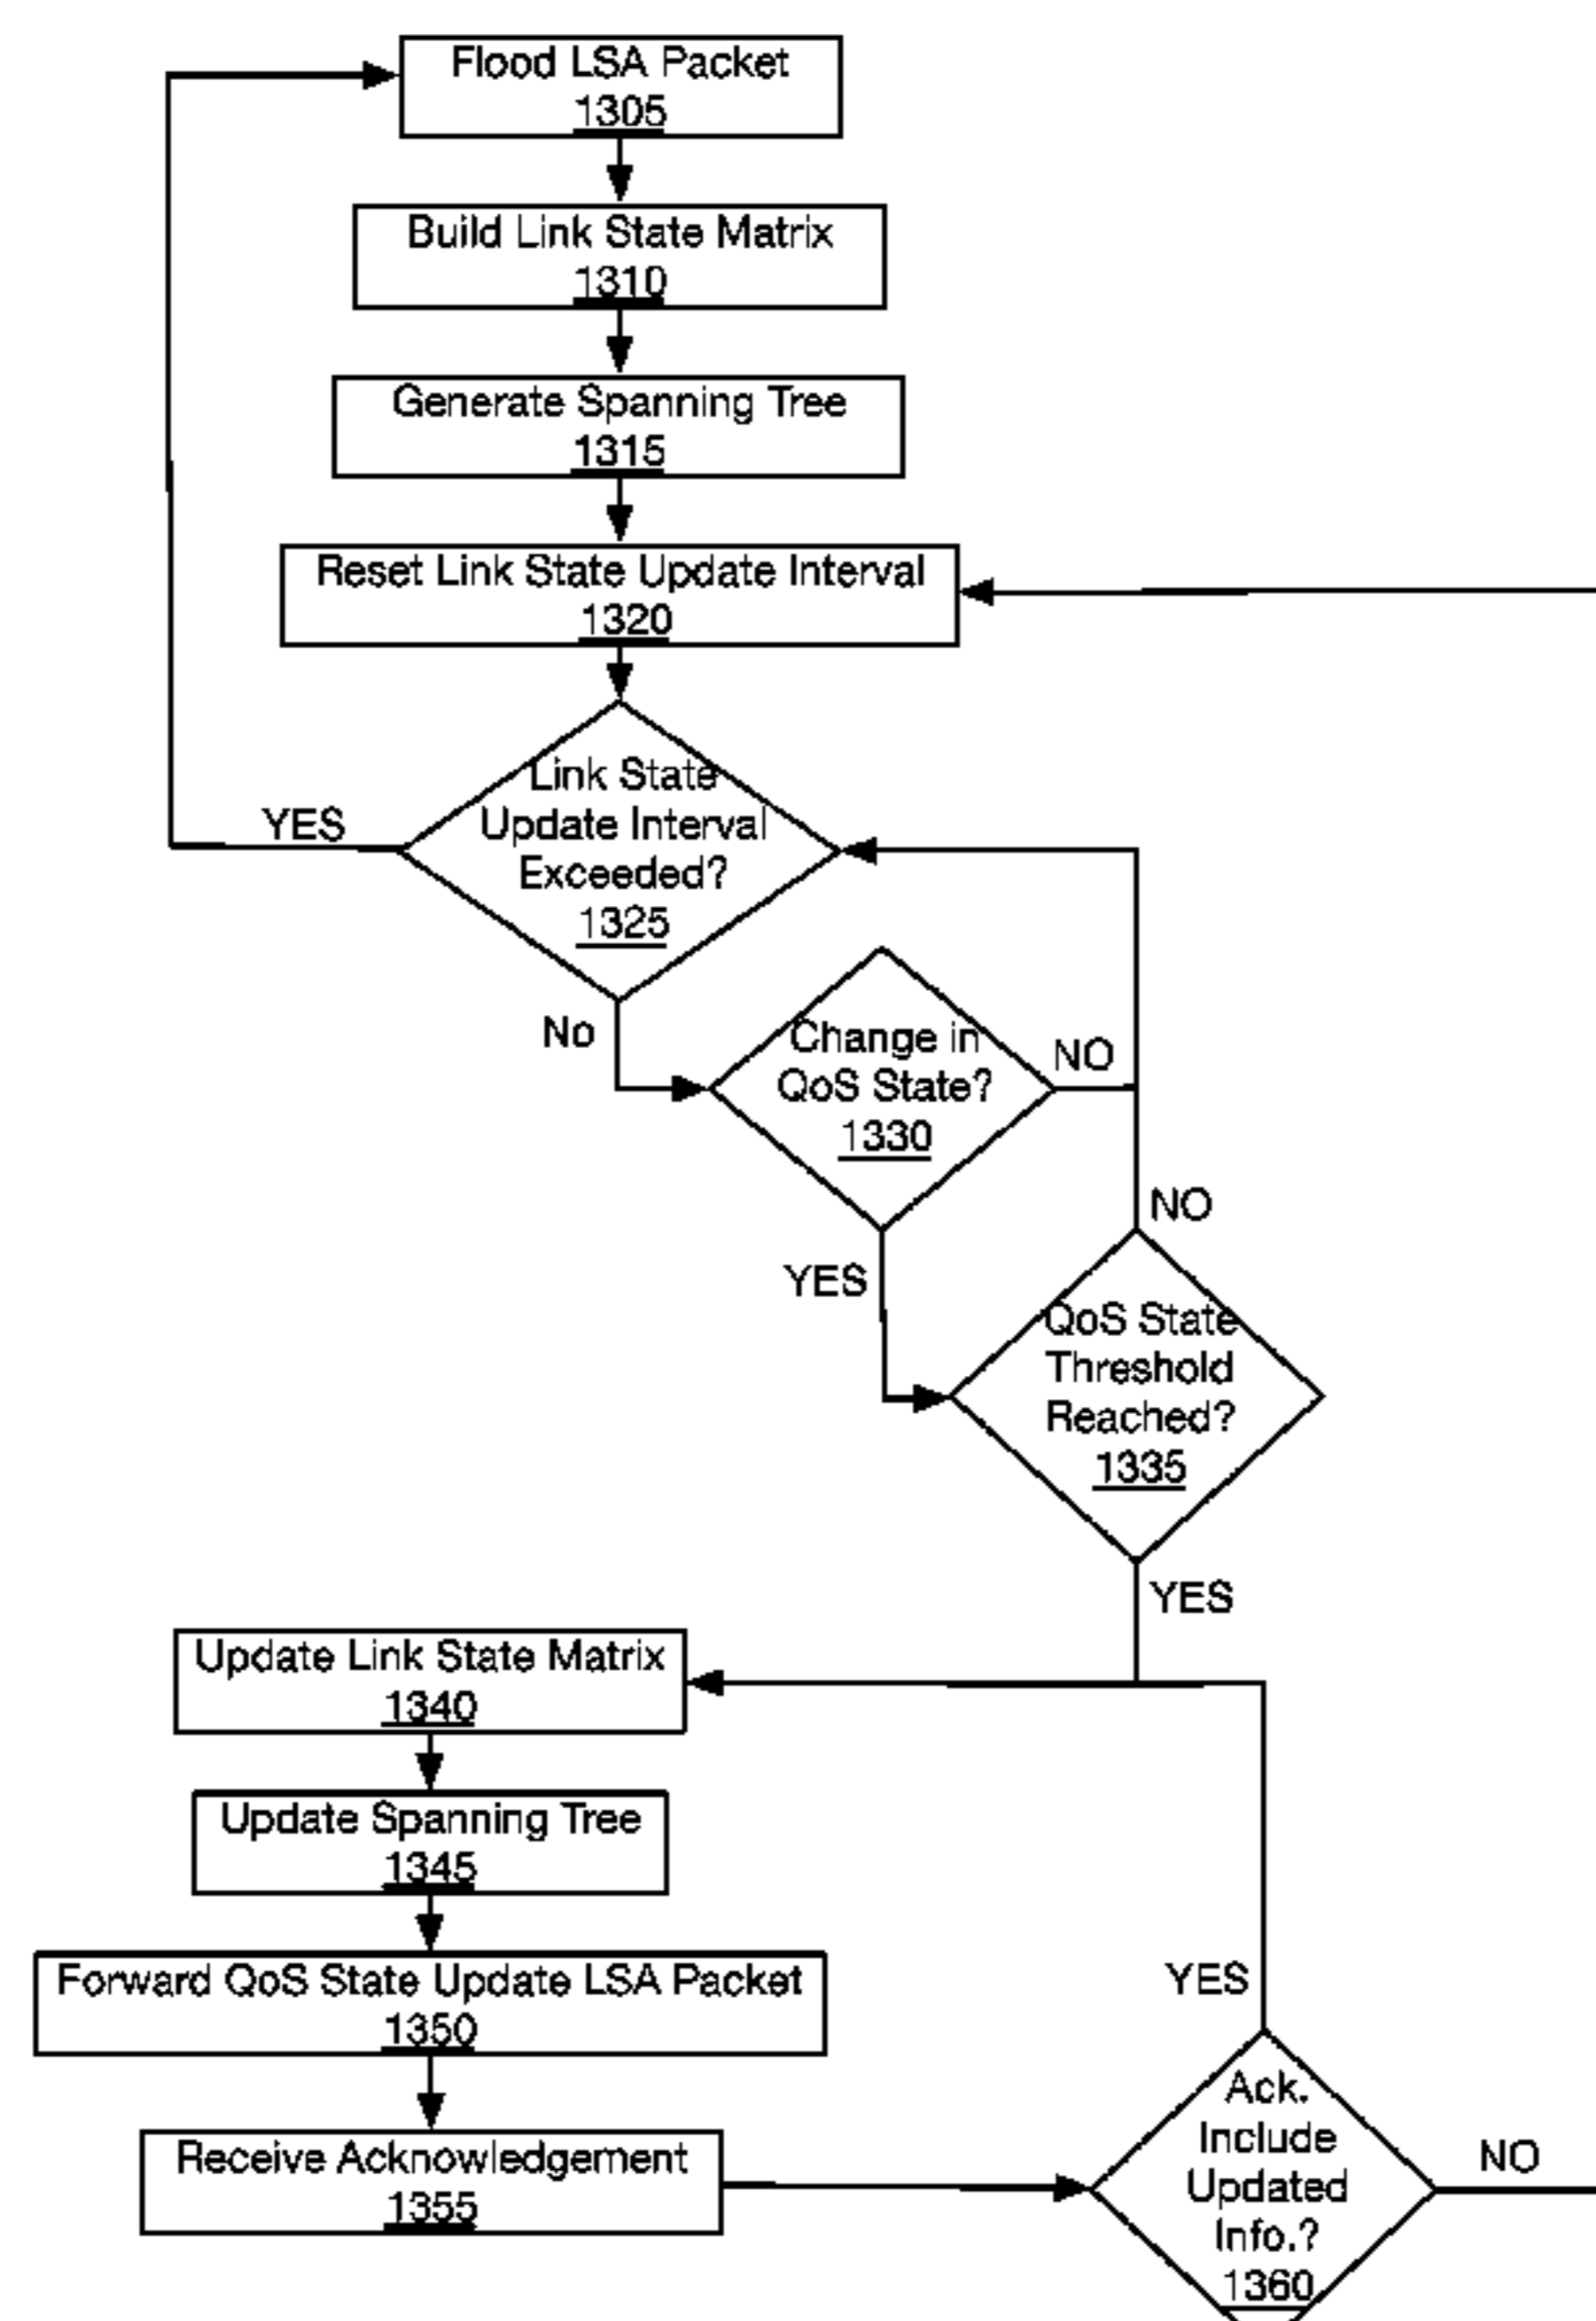 Flood LSA Packet
1305
Build Link State Matrix
1310
Generate Spanning Tree
1315
Reset Link State Update Interval
1320
Link State
Update Interval
Exceeded?
1325
YES
No
Change in
QoS State?
1330
NO
YES
NO
QoS State
Threshold
Reached?
1335
YES
Update Link State Matrix
1340
Update Spanning Tree
1345
Forward QoS State Update LSA Packet
1350
Receive Acknowledgement
1355
YES
Ack.
Include
Updated
Info.?
1360
NO